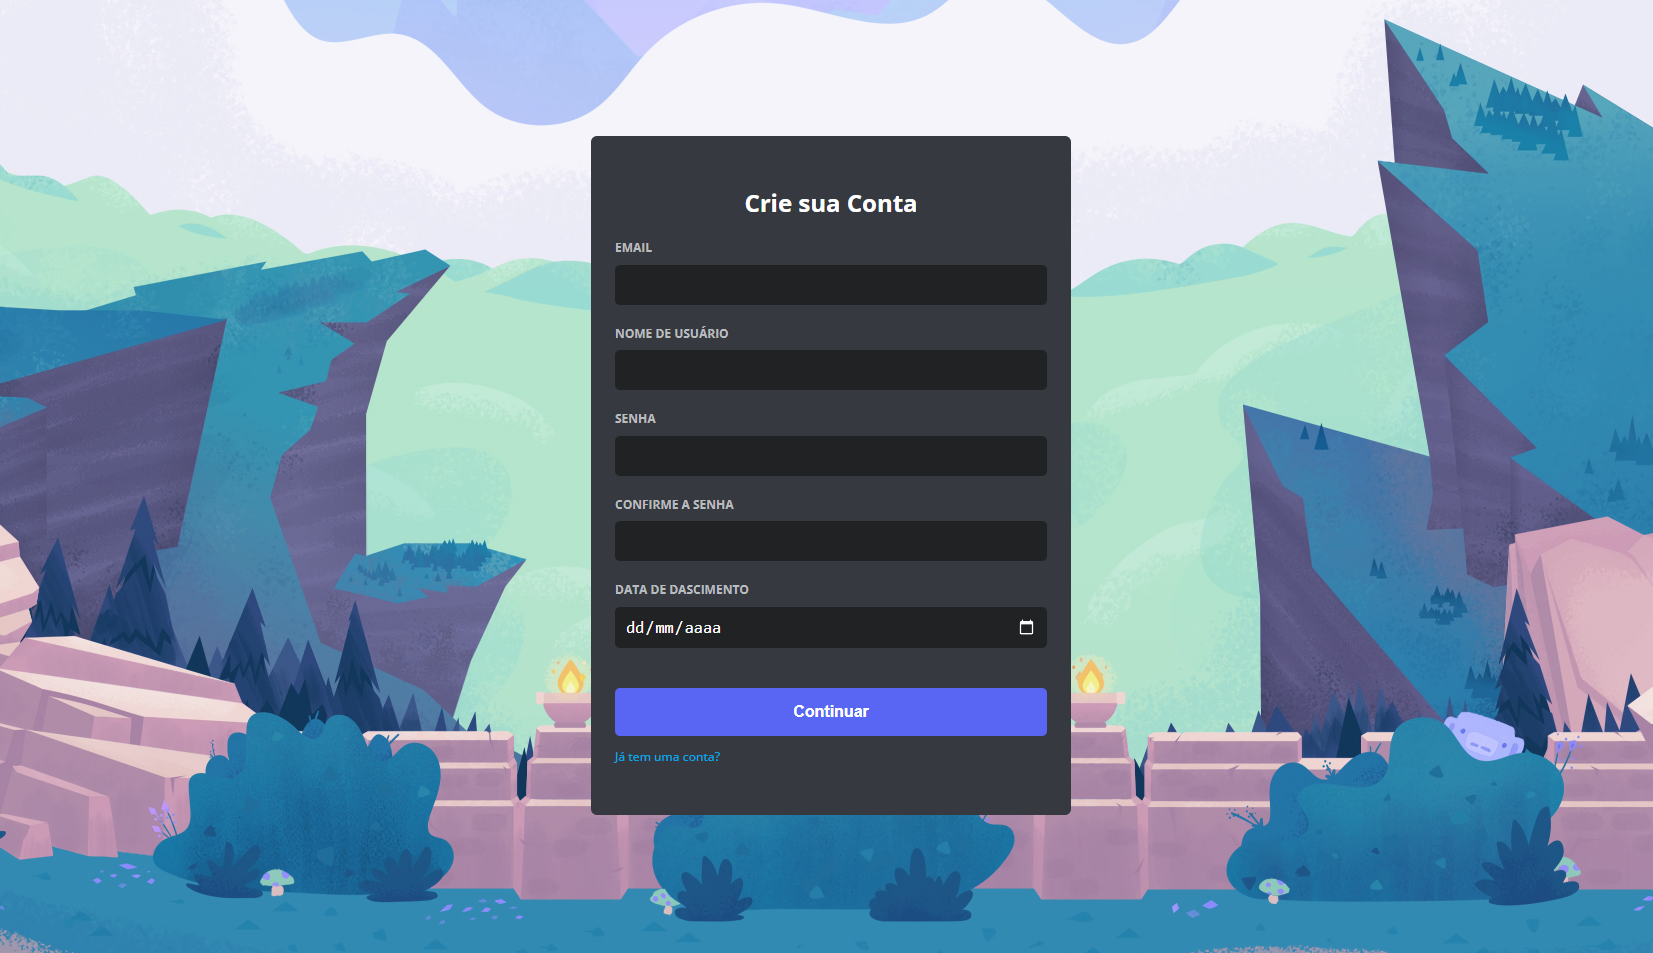 Crie sua Conta
EMAIL
NOME DE USUÁRIO
SENHA
CONFIRME A SENHA
DATA DE DASCIMENTO
dd/mm/aaaa
Continuar
Já tem uma conta?